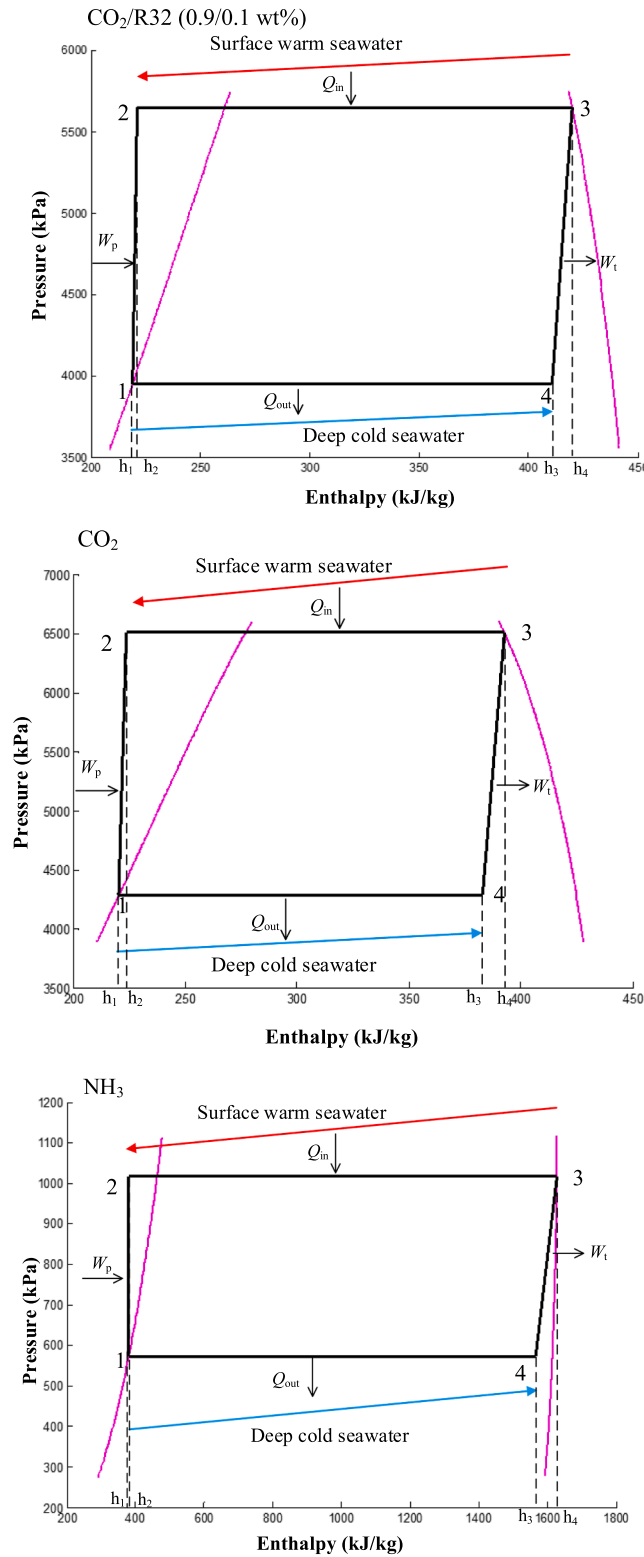 CO₂/R32 (0.9/0.1 wt%)
Surface warm seawater
6000
Qin
2
3
5500
5000
Wp
Wt
4500
4000
1
4
Qout
Deep cold seawater
3500
h₁ h₂ h₃ h₄
200 250 300 350 400 450
Pressure (kPa)
Enthalpy (kJ/kg)
CO₂
Surface warm seawater
7000
Qin
6500
2
3
6000
5500
Wp
Wt
5000
4500
1
4
4000
Qout
Deep cold seawater
3500
h₁ h₂ h₃ h₄
200 250 300 350 400 450
Pressure (kPa)
Enthalpy (kJ/kg)
NH₃
1200
Surface warm seawater
1100
Qin
1000
2
3
900
800
Wp
Wt
700
600
1
4
500
Qout
400
Deep cold seawater
300
200
h₁ h₂ h₃ h₄
200 400 600 800 1000 1200 1400 1600 1800
Pressure (kPa)
Enthalpy (kJ/kg)